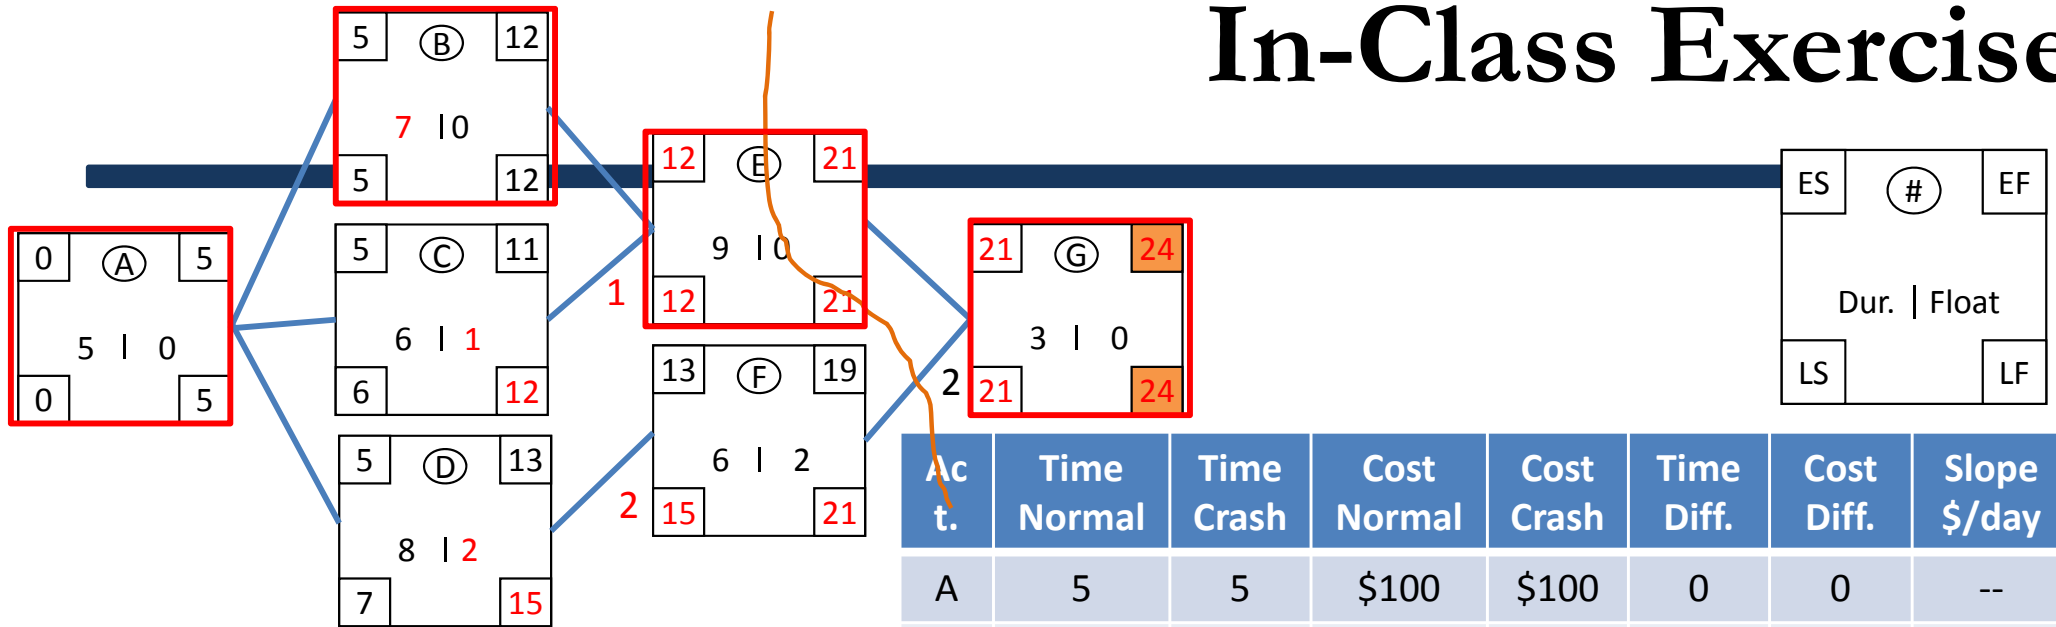 In-Class Exercise
5 B 12
7 | 0
5 12
0 A 5
5 | 0
0 5
5 C 11
6 | 1
6 12
1
5 D 13
8 | 2
7 15
12 E 21
9 | 0
12 21
13 F 19
6 | 2
15 21
2
21 G 24
3 | 0
21 24
2
ES # EF
Dur. | Float
LS LF
Ac t. Time Normal Time Crash Cost Normal Cost Crash Time Diff. Cost Diff. Slope $/day
A 5 5 $100 $100 0 0 --